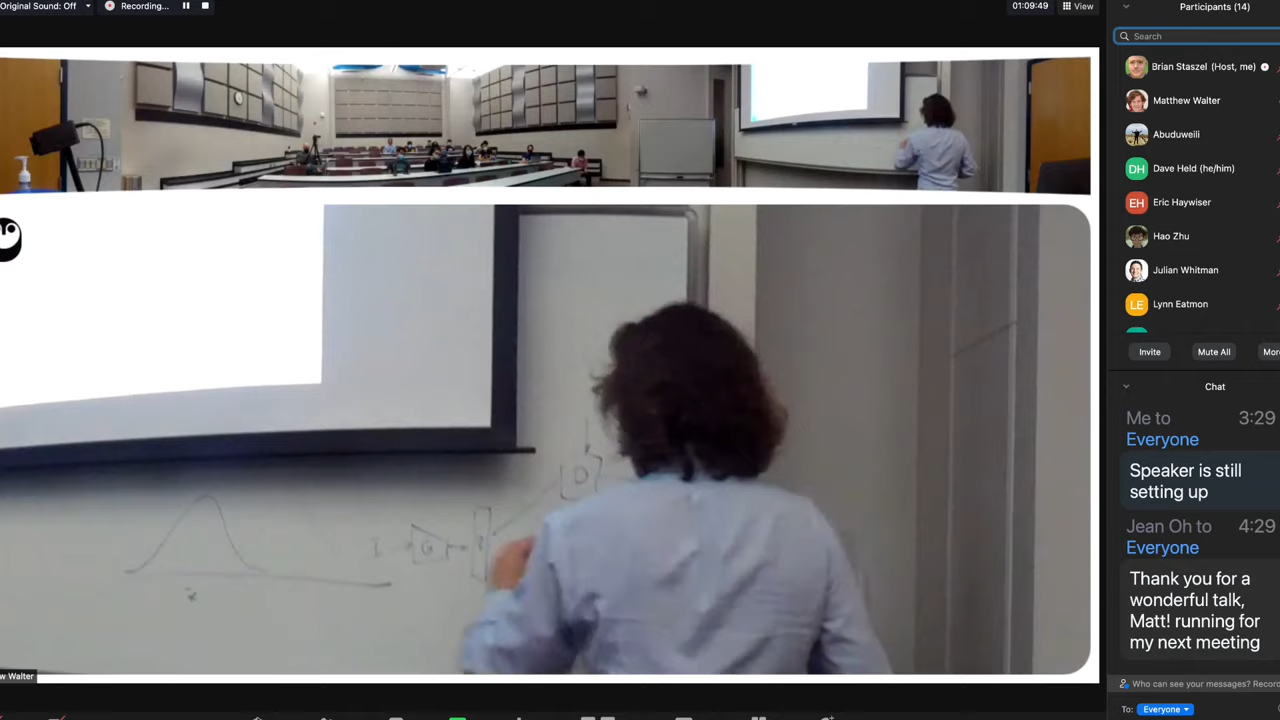 Original Sound: Off
Recording...
01:09:49
View
Participants (14)
Search
Brian Staszel (Host, me)
Matthew Walter
Abuduweili
DH Dave Held (he/him)
EH Eric Haywiser
Hao Zhu
Julian Whitman
LE Lynn Eatmon
Invite
Mute All
Chat
Me to 3:29
Everyone
Speaker is still
setting up
Jean Oh to 4:29
Everyone
Thank you for a
wonderful talk,
Matt! running for
my next meeting
Walter
Who can see your messages?
To: Everyone
I
G
D